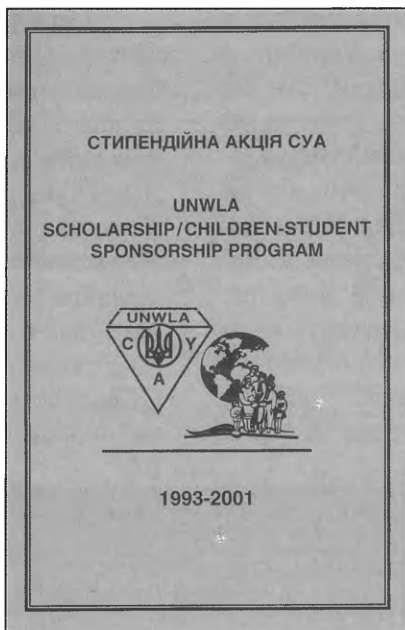 СТИПЕНДІЙНА АКЦІЯ СУА
UNWLA
SCHOLARSHIP/CHILDREN-STUDENT
SPONSORSHIP PROGRAM
UNWLA
С У
А
1993-2001